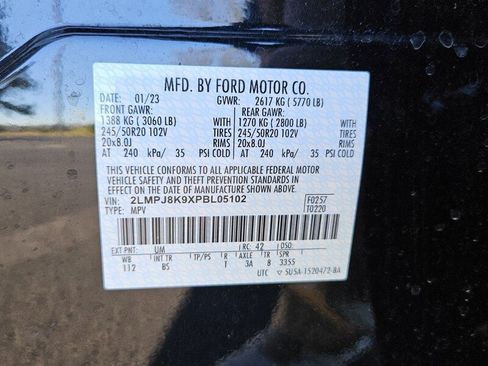 MFD. BY FORD MOTOR CO.
DATE: 01/23 GVWR: 2617 KG ( 5770 LB)
FRONT GAWR: REAR GAWR:
1388 KG ( 3060 LB) WITH 1270 KG ( 2800 LB) WITH
245/50R20 102V TIRES 245/50R20 102V TIRES
20x8.0J RIMS 20x8.0J RIMS
AT 240 kPa/ 35 PSI COLD AT 240 kPa/ 35 PSI COLD
THIS VEHICLE CONFORMS TO ALL APPLICABLE FEDERAL MOTOR
VEHICLE SAFETY AND THEFT PREVENTION STANDARDS IN EFFECT
ON THE DATE OF MANUFACTURE SHOWN ABOVE.
VIN: 2LMPJ8K9XPBL05102 F0257
TYPE: MPV T0220
EXT PNT: UM RC: 42 DSO:
WB INT TR TP/PS R AXLE TR SPR
112 BS 1 3A 8 3355
UTC ▽ 5U5A-1520472-BA